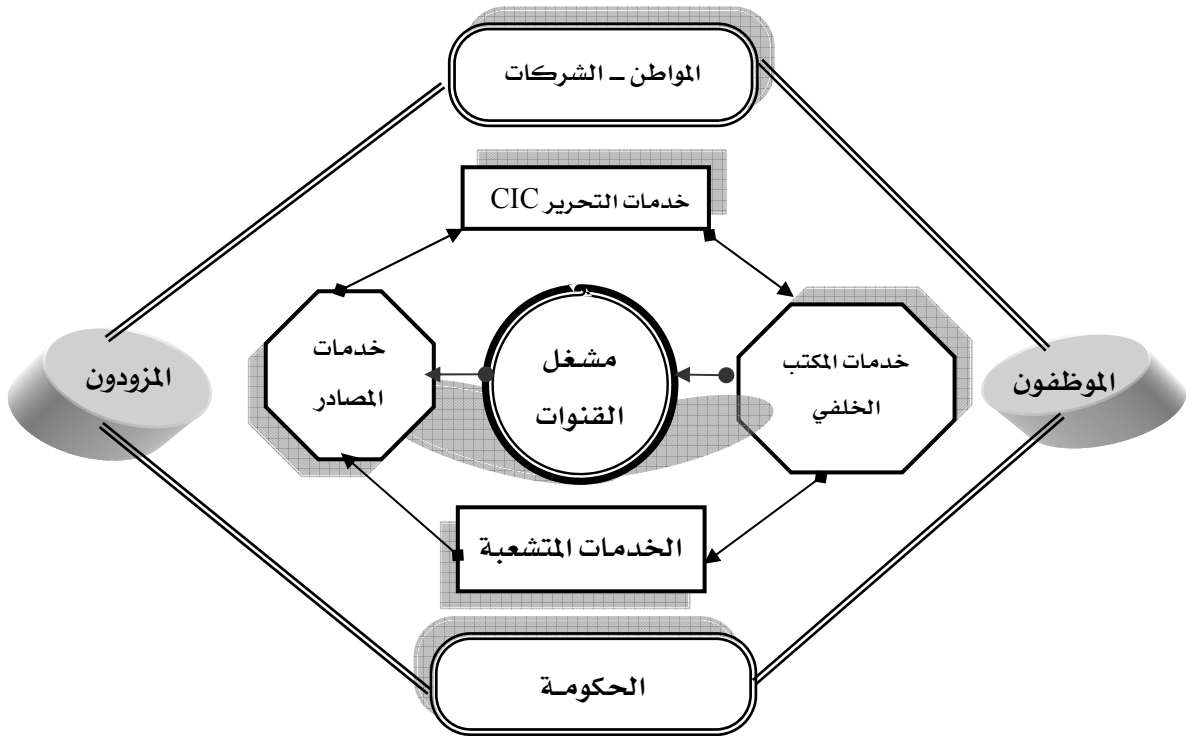 المواطن – الشركات
خدمات التحرير CIC
خدمات المكتب
الخلفي
مشغل
القنوات
خدمات
المصادر
الموظفون
المزودون
الخدمات المتشعبة
الحكومـة